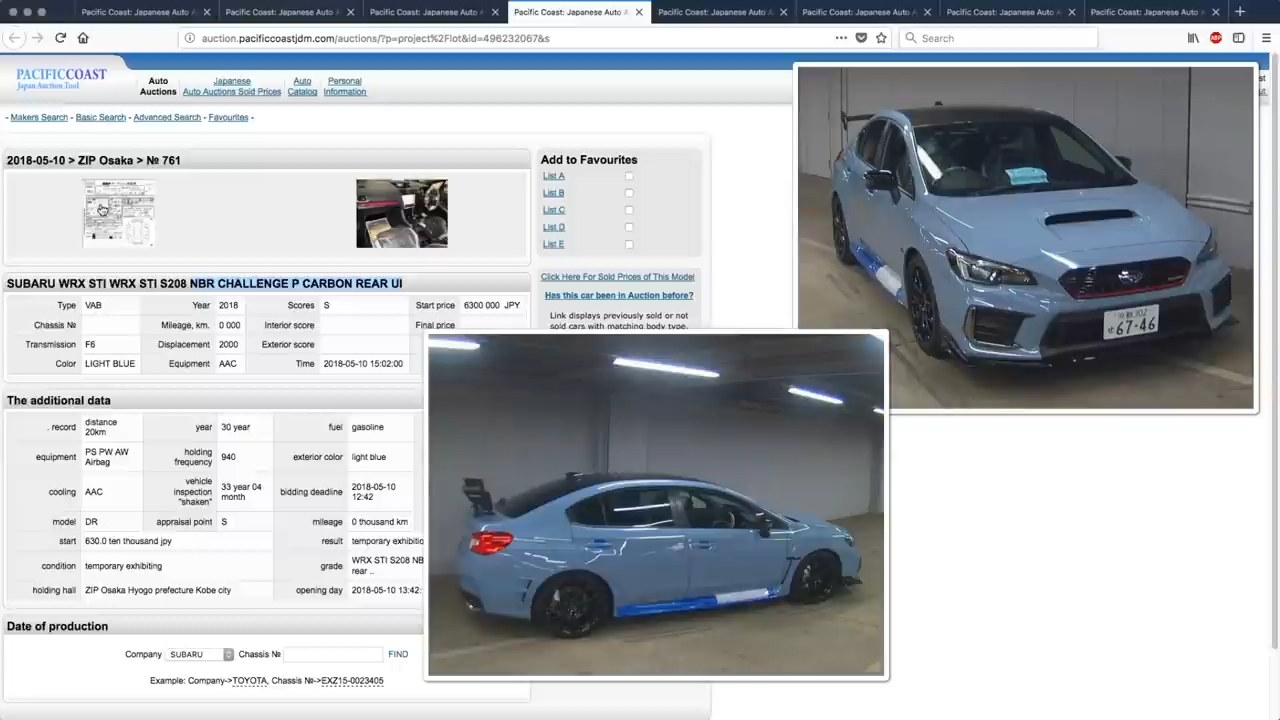 Pacific Coast: Japanese Auto A Pacific Coast: Japanese Auto A Pacific Coast: Japanese Auto A Pacific Coast: Japanese Auto A Pacific Coast: Japanese Auto A Pacific Coast: Japanese Auto A Pacific Coast: Japanese Auto A Pacific Coast: Japanese Auto A
auction.pacificcoastjdm.com/auctions/?p=project%2Flot&id=496232067&s
Search
ABP
PACIFIC COAST
Japan Auction Tool
Auto Auctions
Japanese Auto Auctions Sold Prices
Auto Catalog
Personal Information
- Makers Search - Basic Search - Advanced Search - Favourites -
2018-05-10 > ZIP Osaka > № 761
Add to Favourites
List A
List B
List C
List D
List E
SUBARU WRX STI WRX STI S208 NBR CHALLENGE P CARBON REAR UI
Click Here For Sold Prices of This Model
Has this car been in Auction before?
Link displays previously sold or not
sold cars with matching body type,
Type VAB Year 2018 Scores S Start price 6300 000 JPY
Chassis № Mileage, km. 0 000 Interior score Final price
Transmission F6 Displacement 2000 Exterior score
Color LIGHT BLUE Equipment AAC Time 2018-05-10 15:02:00
The additional data
. record distance 20km year 30 year fuel gasoline
equipment PS PW AW Airbag holding frequency 940 exterior color light blue
cooling AAC vehicle inspection "shaken" 33 year 04 month bidding deadline 2018-05-10 12:42
model DR appraisal point S mileage 0 thousand km
start 630.0 ten thousand jpy result temporary exhibitio
condition temporary exhibiting grade WRX STI S208 NB rear ..
holding hall ZIP Osaka Hyogo prefecture Kobe city opening day 2018-05-10 13:42:
Date of production
Company SUBARU Chassis № FIND
Example: Company->TOYOTA, Chassis №->EXZ15-0023405
67-46